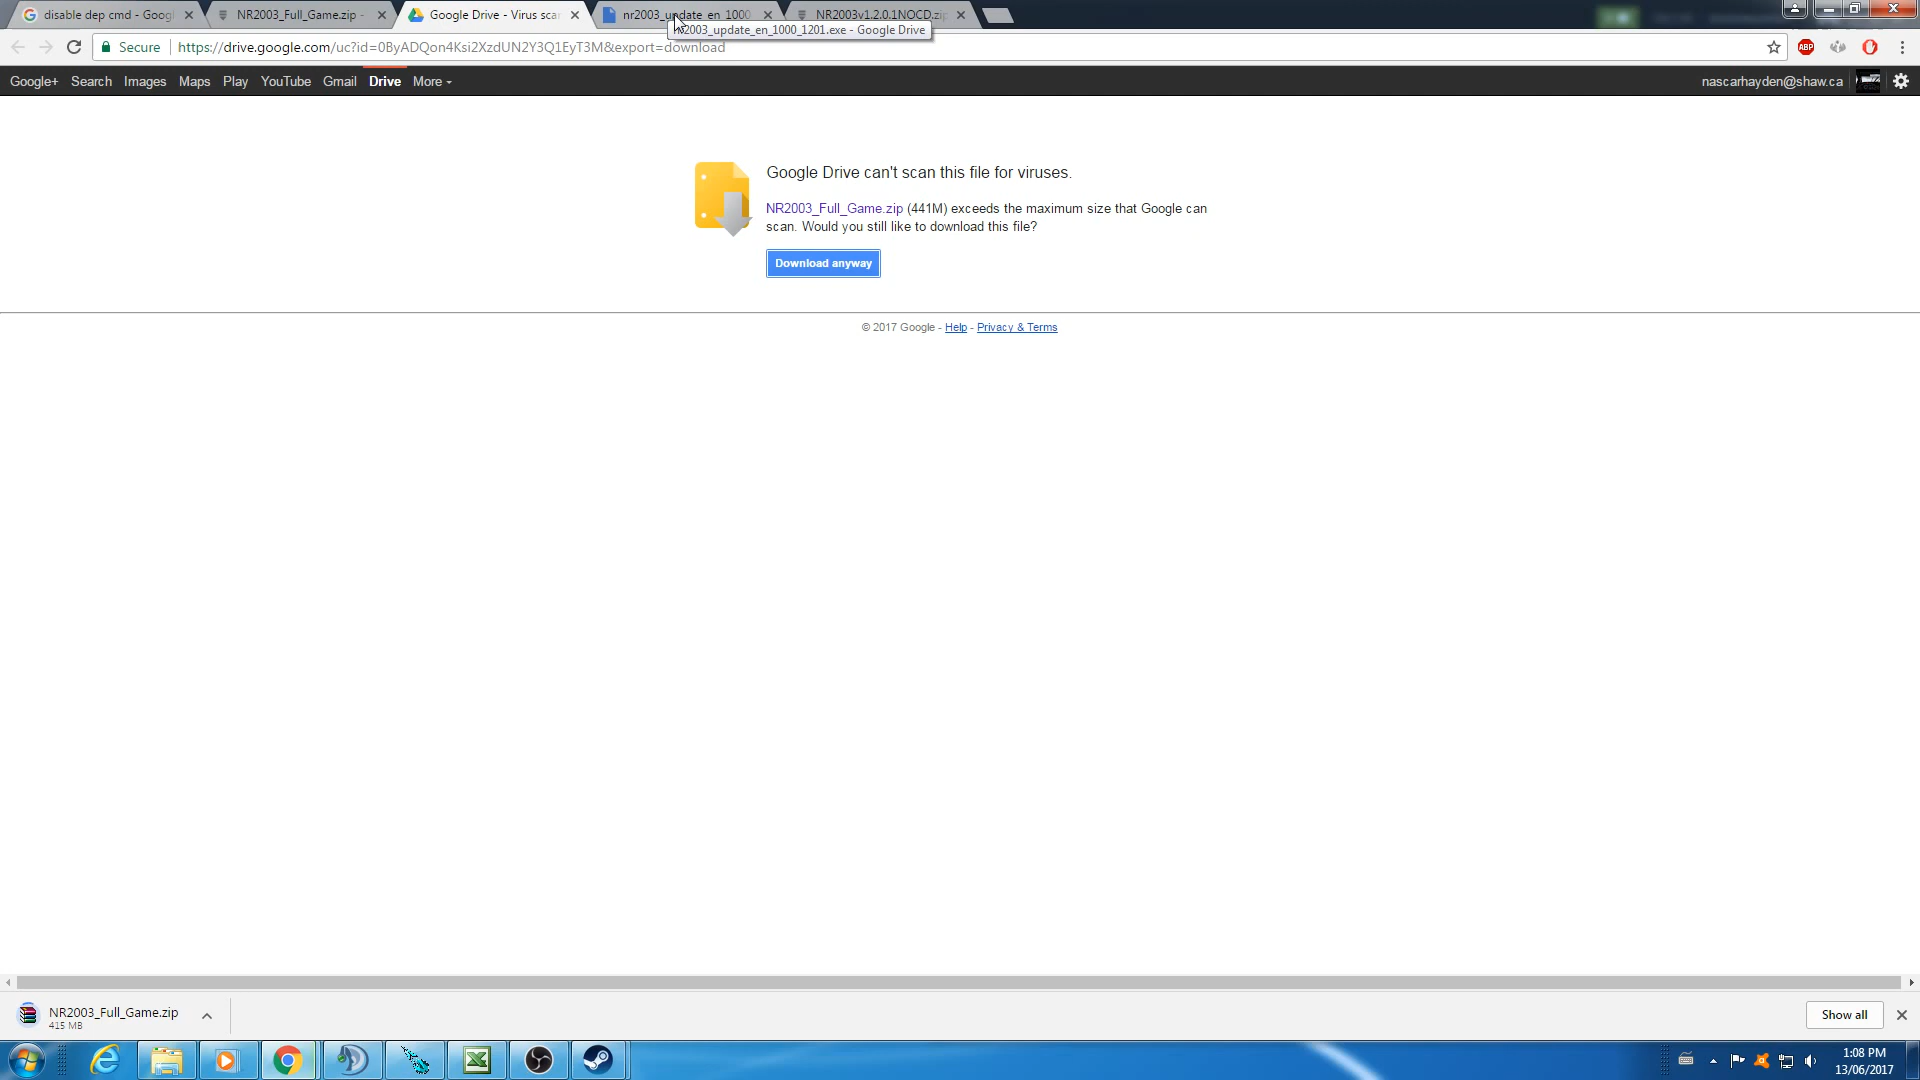 disable dep cmd - Googl
NR2003_Full_Game.zip -
Google Drive - Virus scan
nr2003_update_en_1000
NR2003v1.2.0.1NOCD.zi
2003_update_en_1000_1201.exe - Google Drive
Secure
https://drive.google.com/uc?id=0ByADQon4Ksi2XzdUN2Y3Q1EyT3M&export=download
ABP
Google+ Search Images Maps Play YouTube Gmail Drive More
nascarhayden@shaw.ca
Google Drive can't scan this file for viruses.
NR2003_Full_Game.zip (441M) exceeds the maximum size that Google can
scan. Would you still like to download this file?
Download anyway
© 2017 Google - Help - Privacy & Terms
NR2003_Full_Game.zip
415 MB
Show all
1:08 PM
13/06/2017